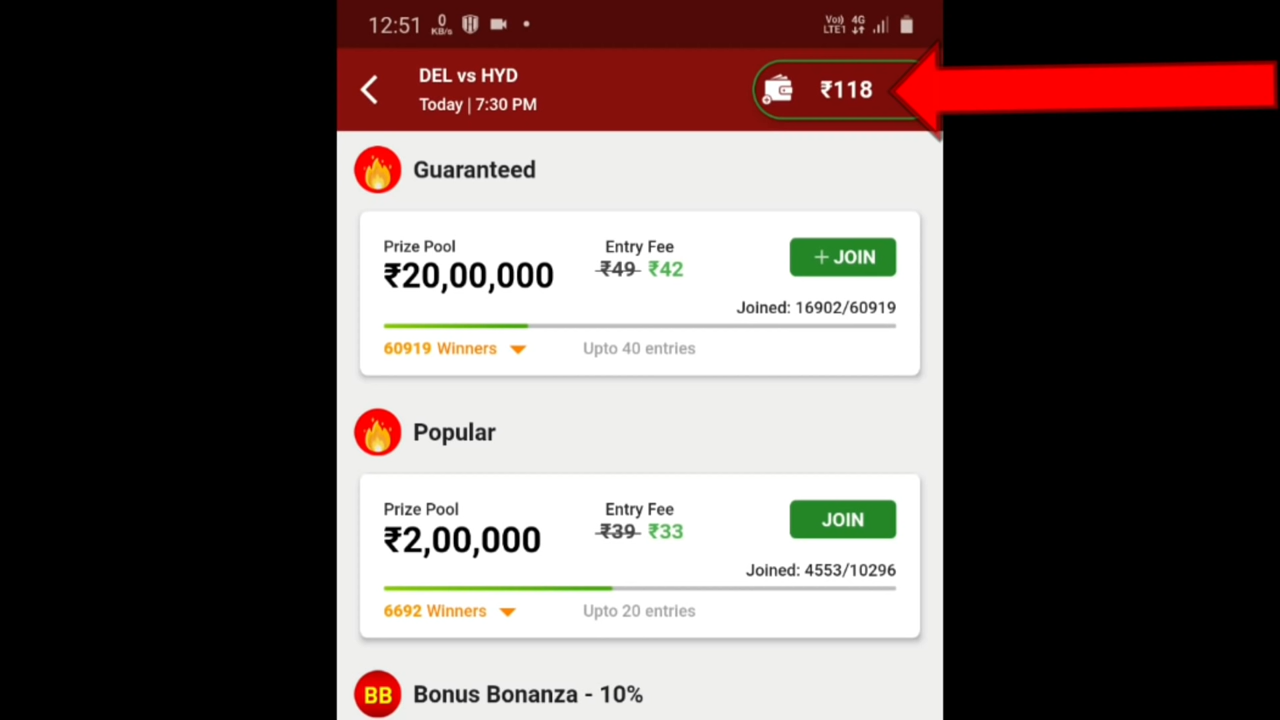 12:51 0 KB/s Vo) 4G LTE1
DEL vs HYD
Today | 7:30 PM
₹118
Guaranteed
Prize Pool Entry Fee
₹20,00,000 ₹49 ₹42 + JOIN
Joined: 16902/60919
60919 Winners Upto 40 entries
Popular
Prize Pool Entry Fee
₹2,00,000 ₹39 ₹33 JOIN
Joined: 4553/10296
6692 Winners Upto 20 entries
BB Bonus Bonanza - 10%